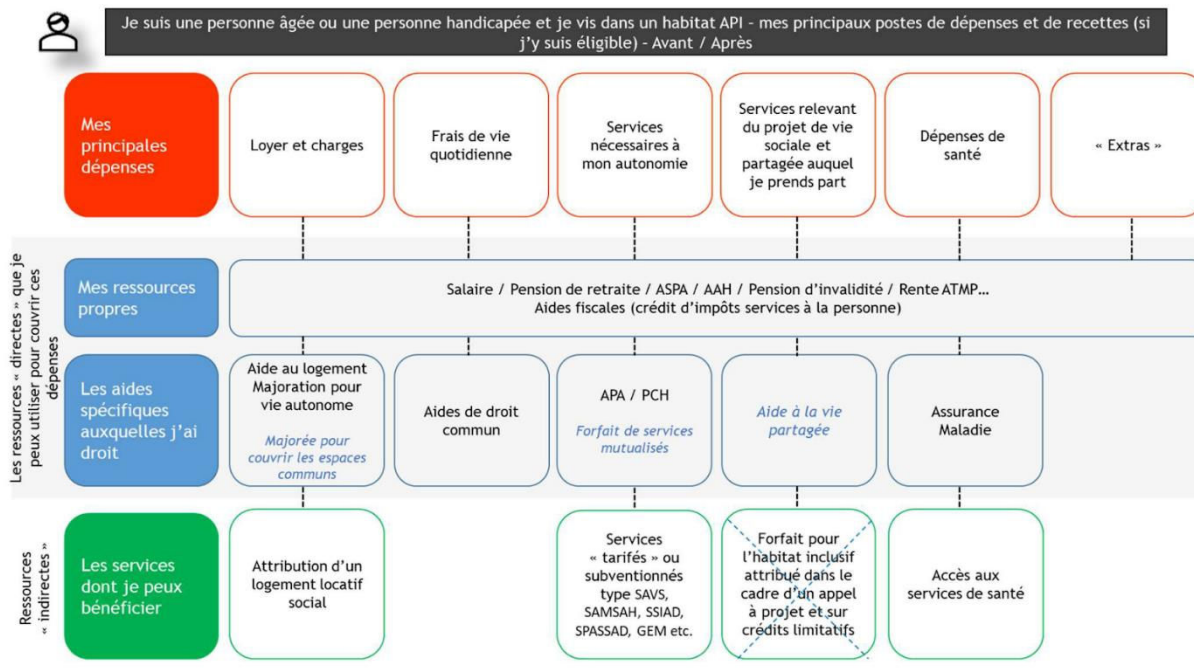 Je suis une personne âgée ou une personne handicapée et je vis dans un habitat API – mes principaux postes de dépenses et de recettes (si
j’y suis éligible) – Avant / Après
Mes
principales
dépenses
Loyer et charges
Frais de vie
quotidienne
Services
nécessaires à
mon autonomie
Services relevant
du projet de vie
sociale et
partagée auquel
je prends part
Dépenses de
santé
« Extras »
Les ressources « directes » que je
peux utiliser pour couvrir ces
dépenses
Mes ressources
propres
Salaire / Pension de retraite / ASPA / AAH / Pension d’invalidité / Rente ATMP…
Aides fiscales (crédit d’impôts services à la personne)
Les aides
spécifiques
auxquelles j’ai
droit
Aide au logement
Majoration pour
vie autonome
Majorée pour
couvrir les espaces
communs
Aides de droit
commun
APA / PCH
Forfait de services
mutualisés
Aide à la vie
partagée
Assurance
Maladie
Ressources
« indirectes »
Les services
dont je peux
bénéficier
Attribution d’un
logement locatif
social
Services
« tarifés » ou
subventionnés
type SAVS,
SAMSAH, SSIAD,
SPASSAD, GEM etc.
Forfait pour
l’habitat inclusif
attribué dans le
cadre d’un appel
à projet et sur
crédits limitatifs
Accès aux
services de santé